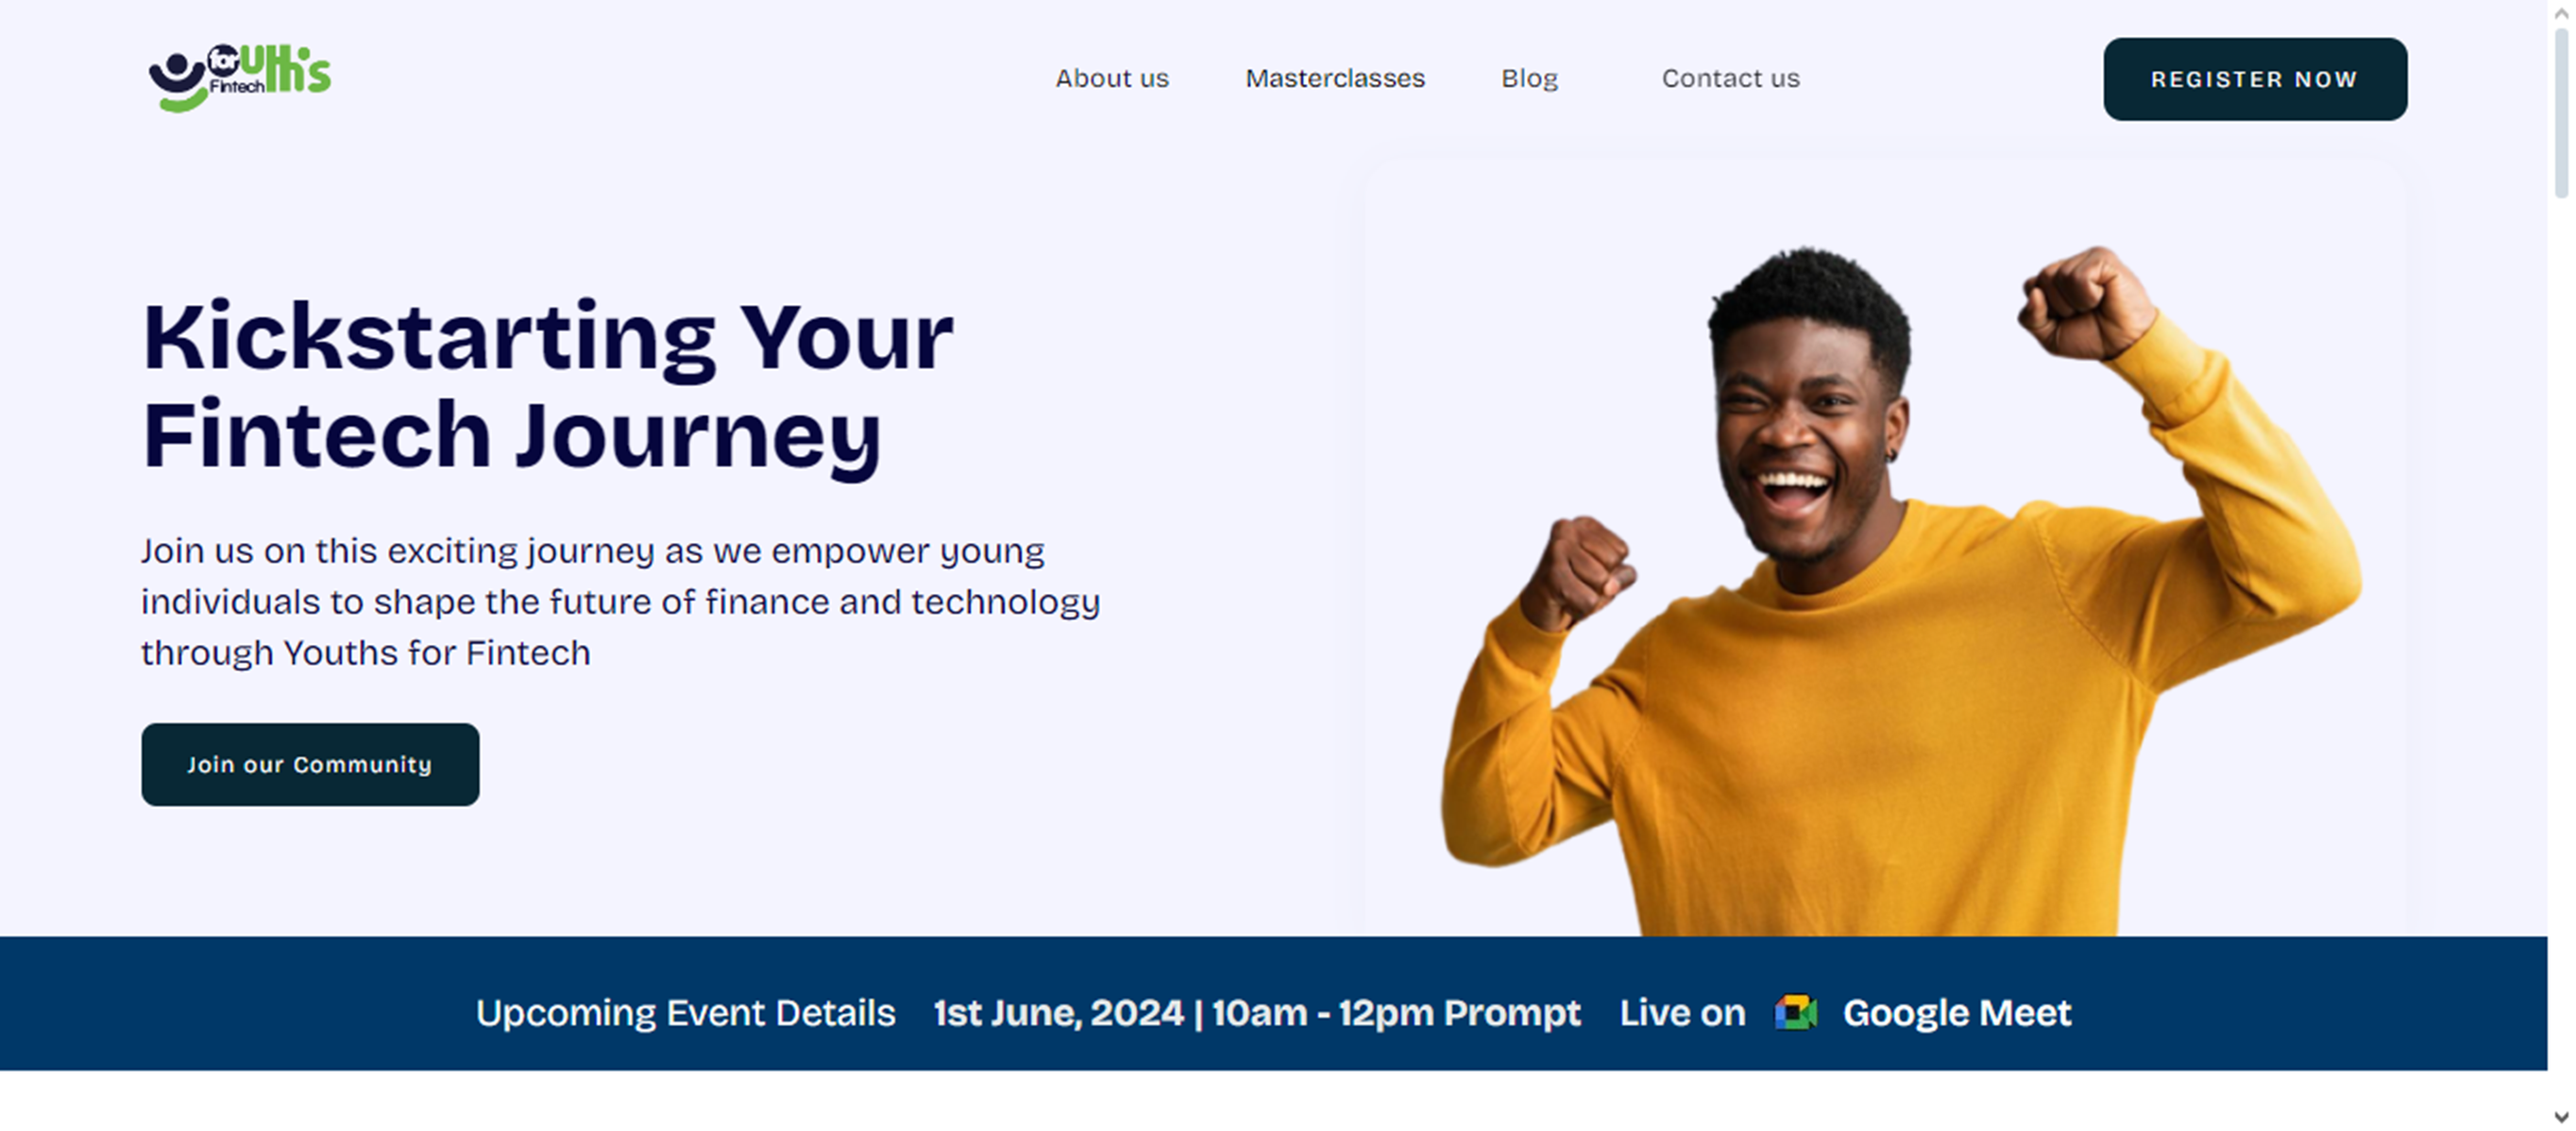 for Youths
Fintech
About us
Masterclasses
Blog
Contact us
REGISTER NOW
Kickstarting Your
Fintech Journey
Join us on this exciting journey as we empower young
individuals to shape the future of finance and technology
through Youths for Fintech
Join our Community
Upcoming Event Details 1st June, 2024 | 10am - 12pm Prompt Live on Google Meet